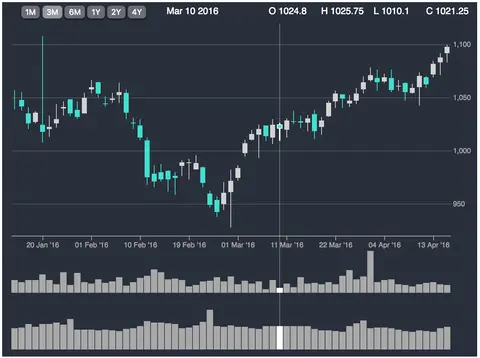 1M 3M 6M 1Y 2Y 4Y Mar 10 2016 O 1024.8 H 1025.75 L 1010.1 C 1021.25
1,100
1,050
1,000
950
20 Jan '16 01 Feb '16 10 Feb '16 19 Feb '16 01 Mar '16 11 Mar '16 22 Mar '16 04 Apr '16 13 Apr '16